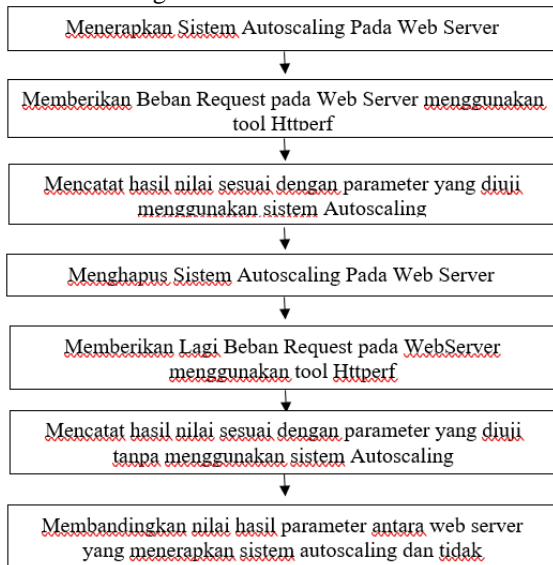 Menerapkan Sistem Autoscaling Pada Web Server
Memberikan Beban Request pada Web Server menggunakan
tool Httperf
Mencatat hasil nilai sesuai dengan parameter yang diuji
menggunakan sistem Autoscaling
Menghapus Sistem Autoscaling Pada Web Server
Memberikan Lagi Beban Request pada WebServer
menggunakan tool Httperf
Mencatat hasil nilai sesuai dengan parameter yang diuji
tanpa menggunakan sistem Autoscaling
Membandingkan nilai hasil parameter antara web server
yang menerapkan sistem autoscaling dan tidak